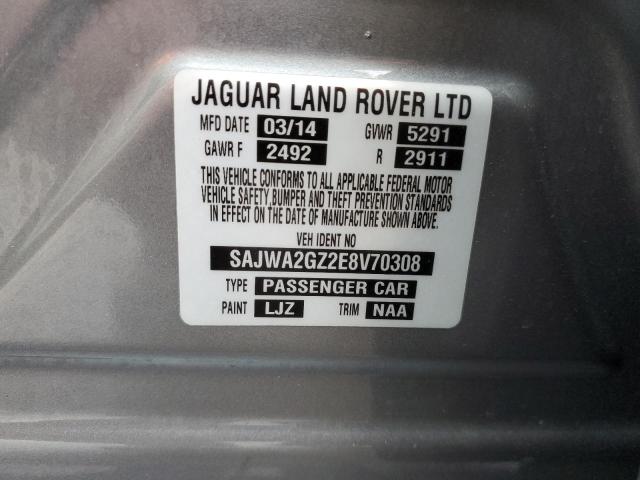 JAGUAR LAND ROVER LTD
MFD DATE 03/14 GVWR 5291
GAWR F 2492 R 2911
THIS VEHICLE CONFORMS TO ALL APPLICABLE FEDERAL MOTOR
VEHICLE SAFETY, BUMPER AND THEFT PREVENTION STANDARDS
IN EFFECT ON THE DATE OF MANUFACTURE SHOWN ABOVE.
VEH IDENT NO
SAJWA2GZ2E8V70308
TYPE PASSENGER CAR
PAINT LJZ TRIM NAA